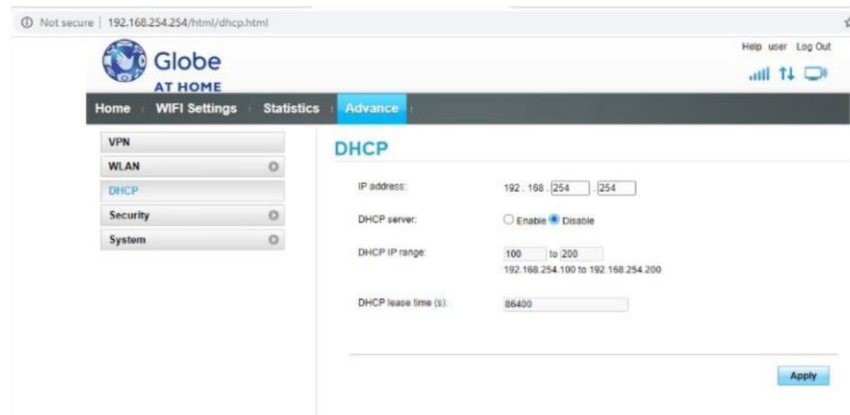 Not secure | 192.168.254.254/html/dhcp.html
Globe
AT HOME
Help user Log Out
Home WIFI Settings Statistics Advance
VPN
WLAN
DHCP
Security
System
DHCP
IP address: 192 . 168 . 254 . 254
DHCP server: Enable Disable
DHCP IP range: 100 to 200
192.168.254.100 to 192.168.254.200
DHCP lease time (s): 86400
Apply